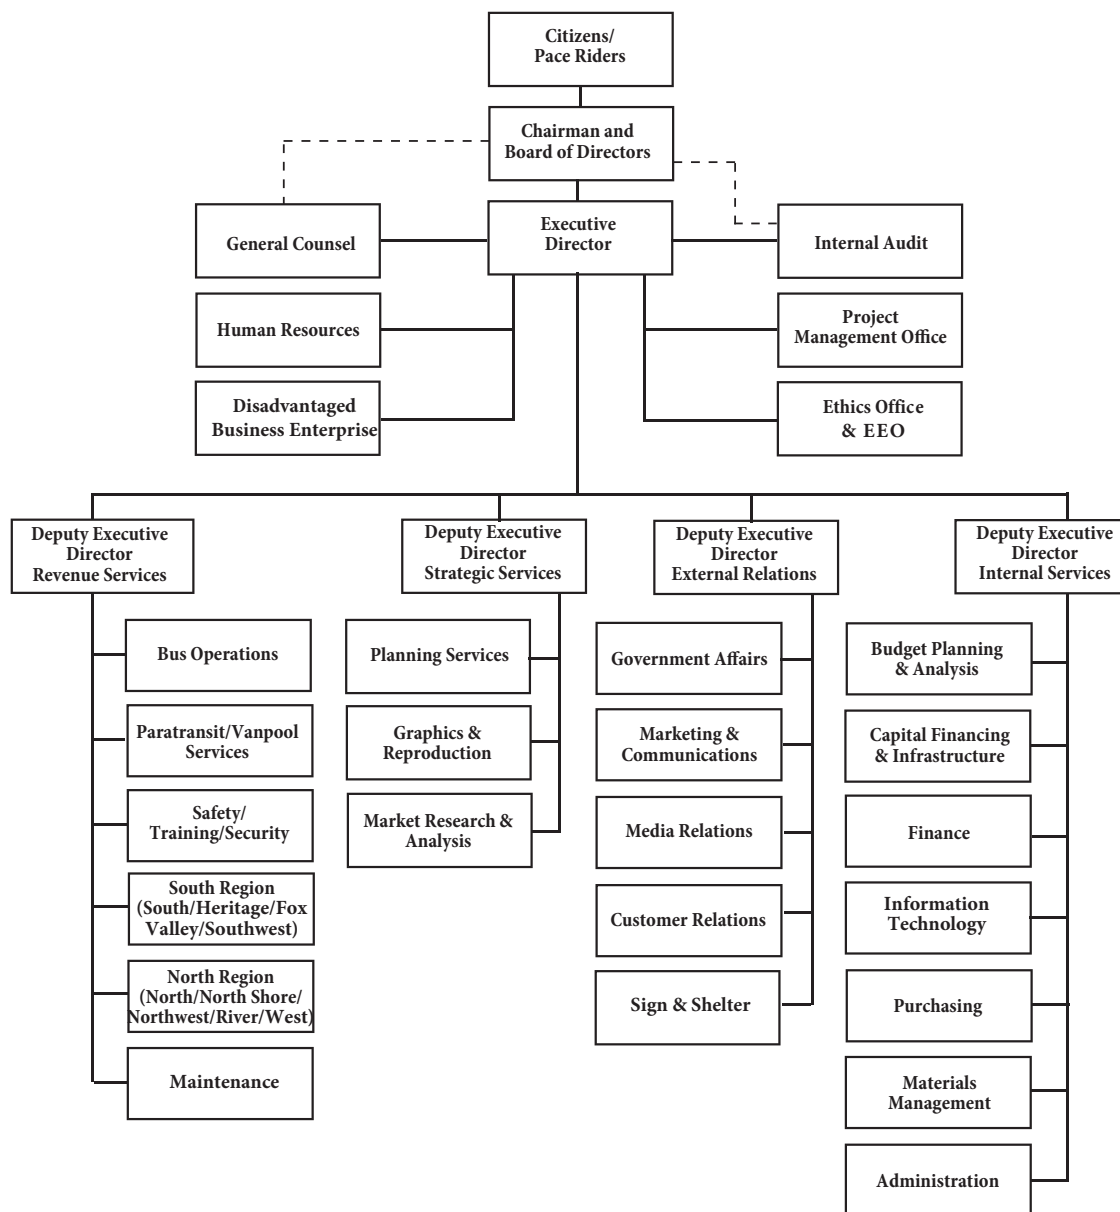 Citizens/
Pace Riders
Chairman and
Board of Directors
General Counsel
Executive
Director
Internal Audit
Human Resources
Project
Management Office
Disadvantaged
Business Enterprise
Ethics Office
& EEO
Deputy Executive
Director
Revenue Services
Deputy Executive
Director
Strategic Services
Deputy Executive
Director
External Relations
Deputy Executive
Director
Internal Services
Bus Operations
Paratransit/Vanpool
Services
Safety/
Training/Security
South Region
(South/Heritage/Fox
Valley/Southwest)
North Region
(North/North Shore/
Northwest/River/West)
Maintenance
Planning Services
Graphics &
Reproduction
Market Research &
Analysis
Government Affairs
Marketing &
Communications
Media Relations
Customer Relations
Sign & Shelter
Budget Planning
& Analysis
Capital Financing
& Infrastructure
Finance
Information
Technology
Purchasing
Materials
Management
Administration